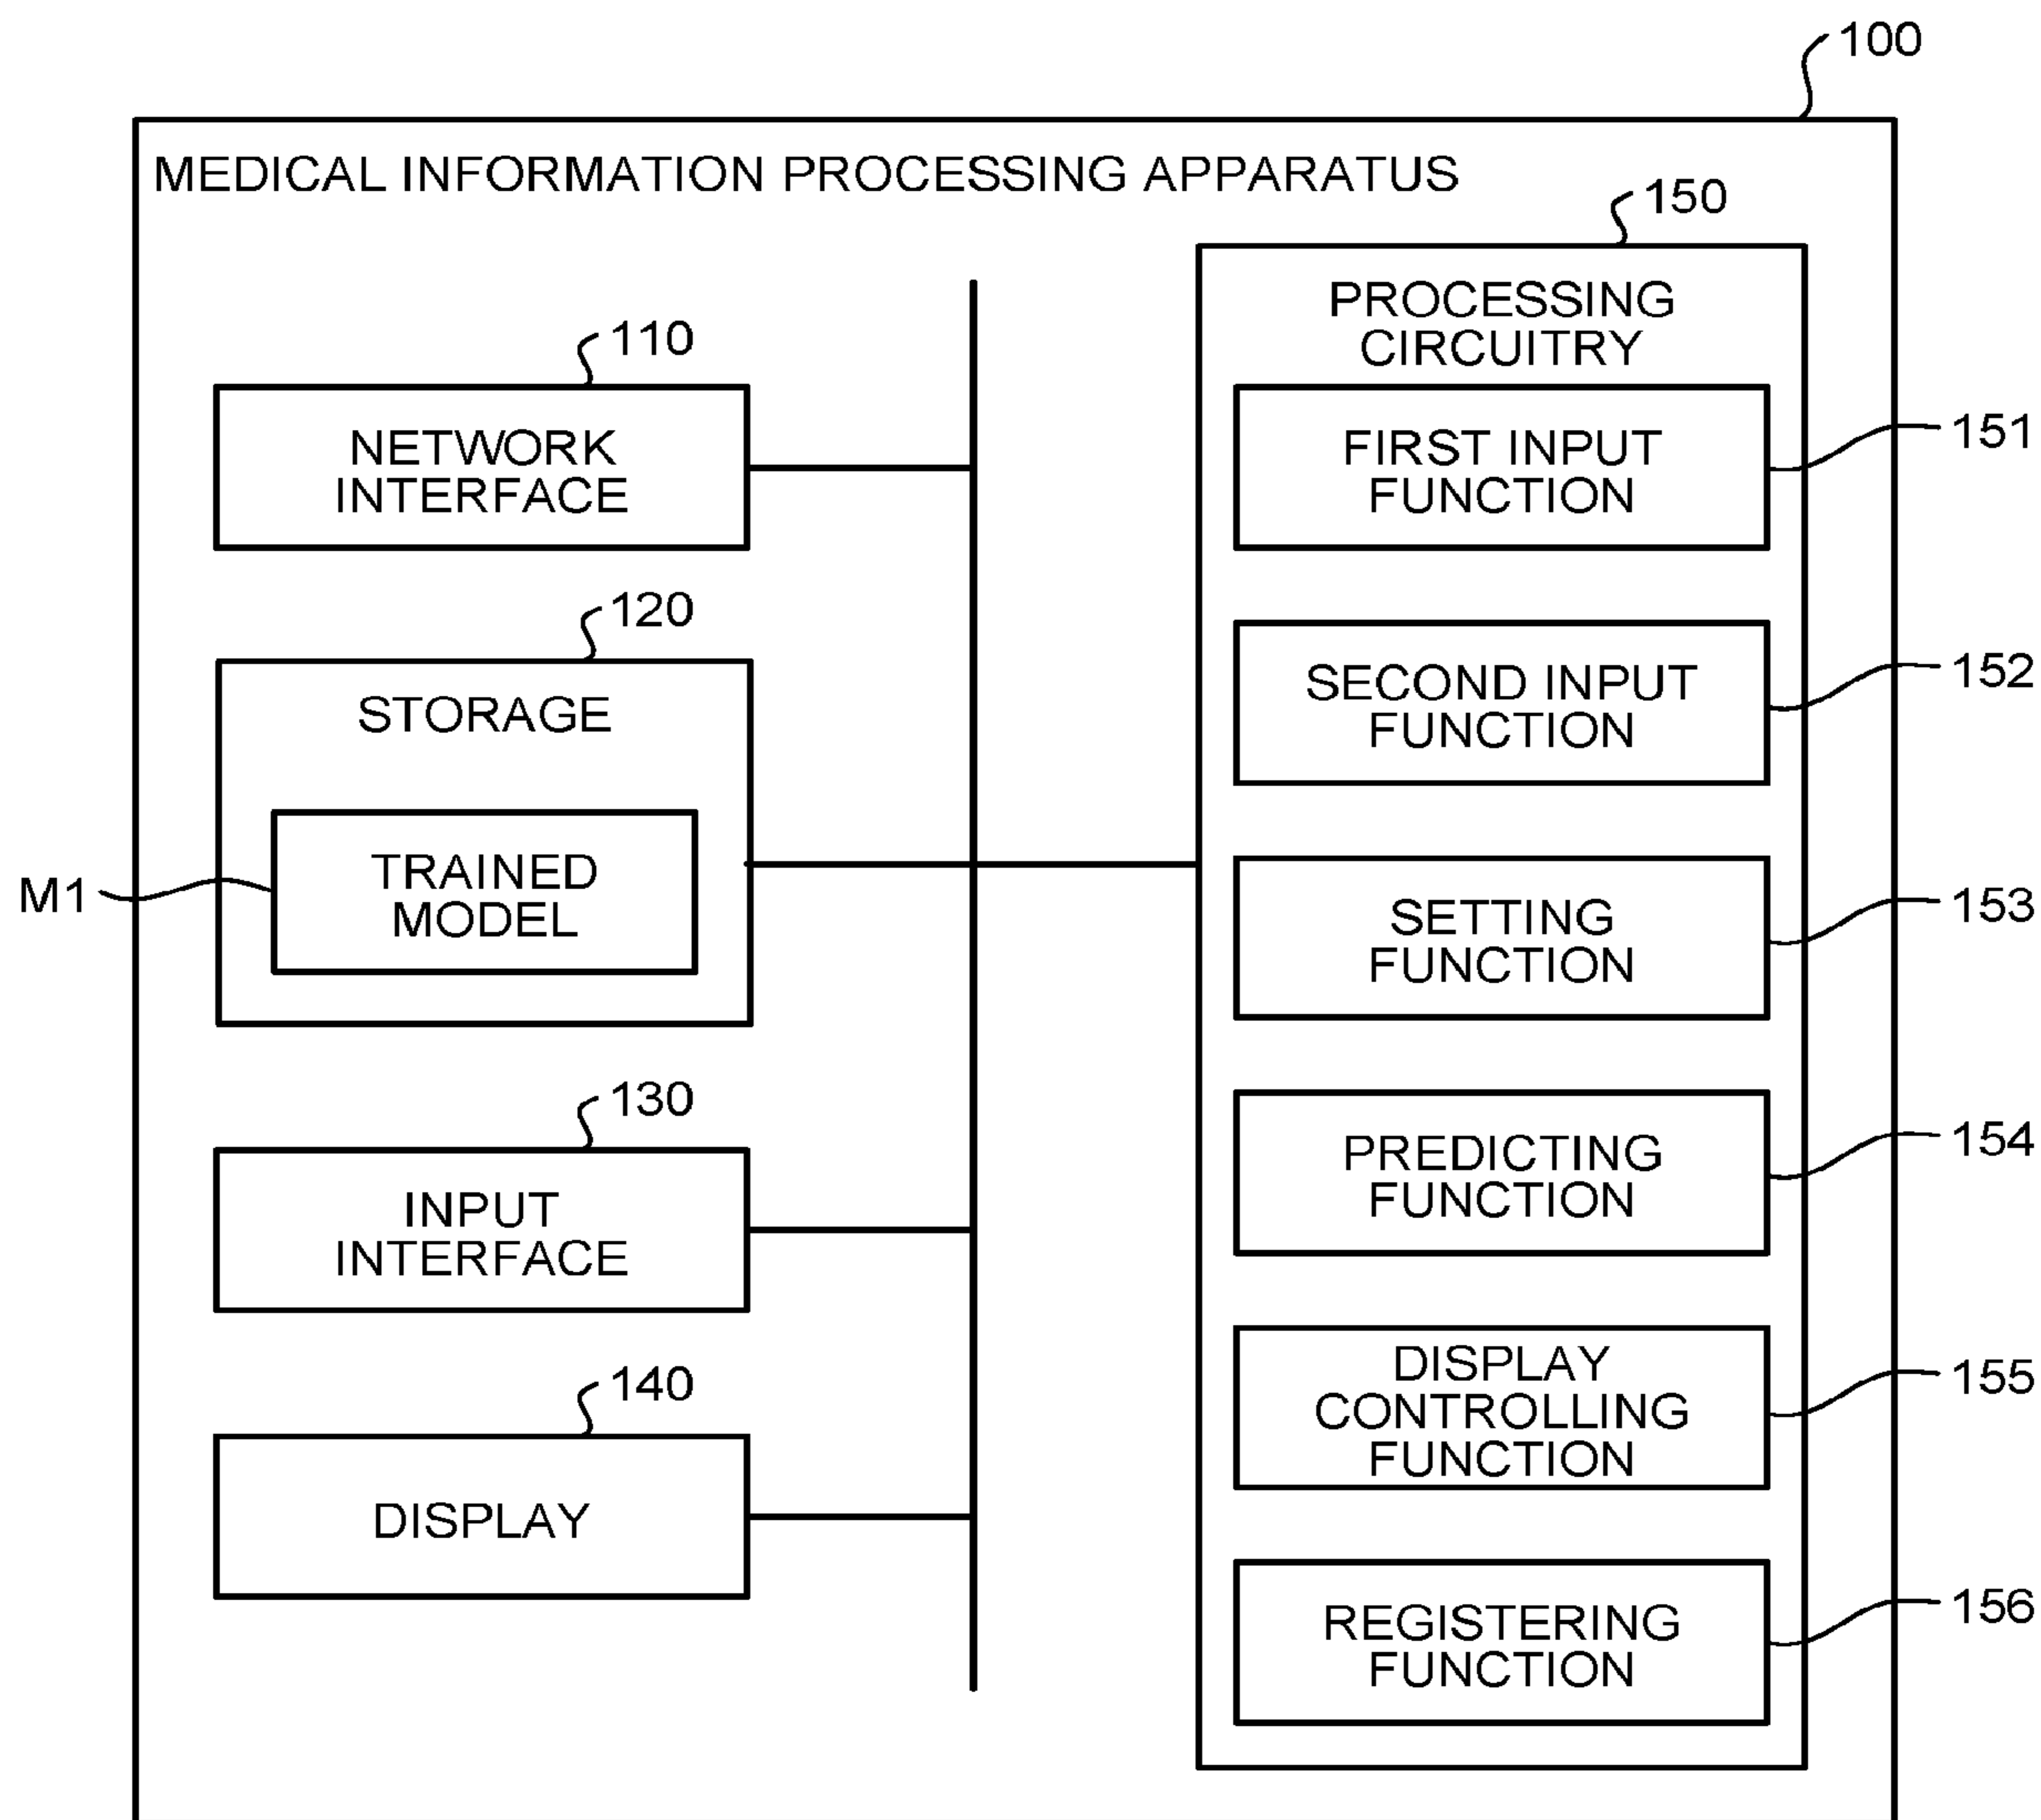 100
MEDICAL INFORMATION PROCESSING APPARATUS
150
PROCESSING
CIRCUITRY
110
NETWORK
INTERFACE
120
STORAGE
M1
TRAINED
MODEL
130
INPUT
INTERFACE
140
DISPLAY
FIRST INPUT
FUNCTION
151
SECOND INPUT
FUNCTION
152
SETTING
FUNCTION
153
PREDICTING
FUNCTION
154
DISPLAY
CONTROLLING
FUNCTION
155
REGISTERING
FUNCTION
156